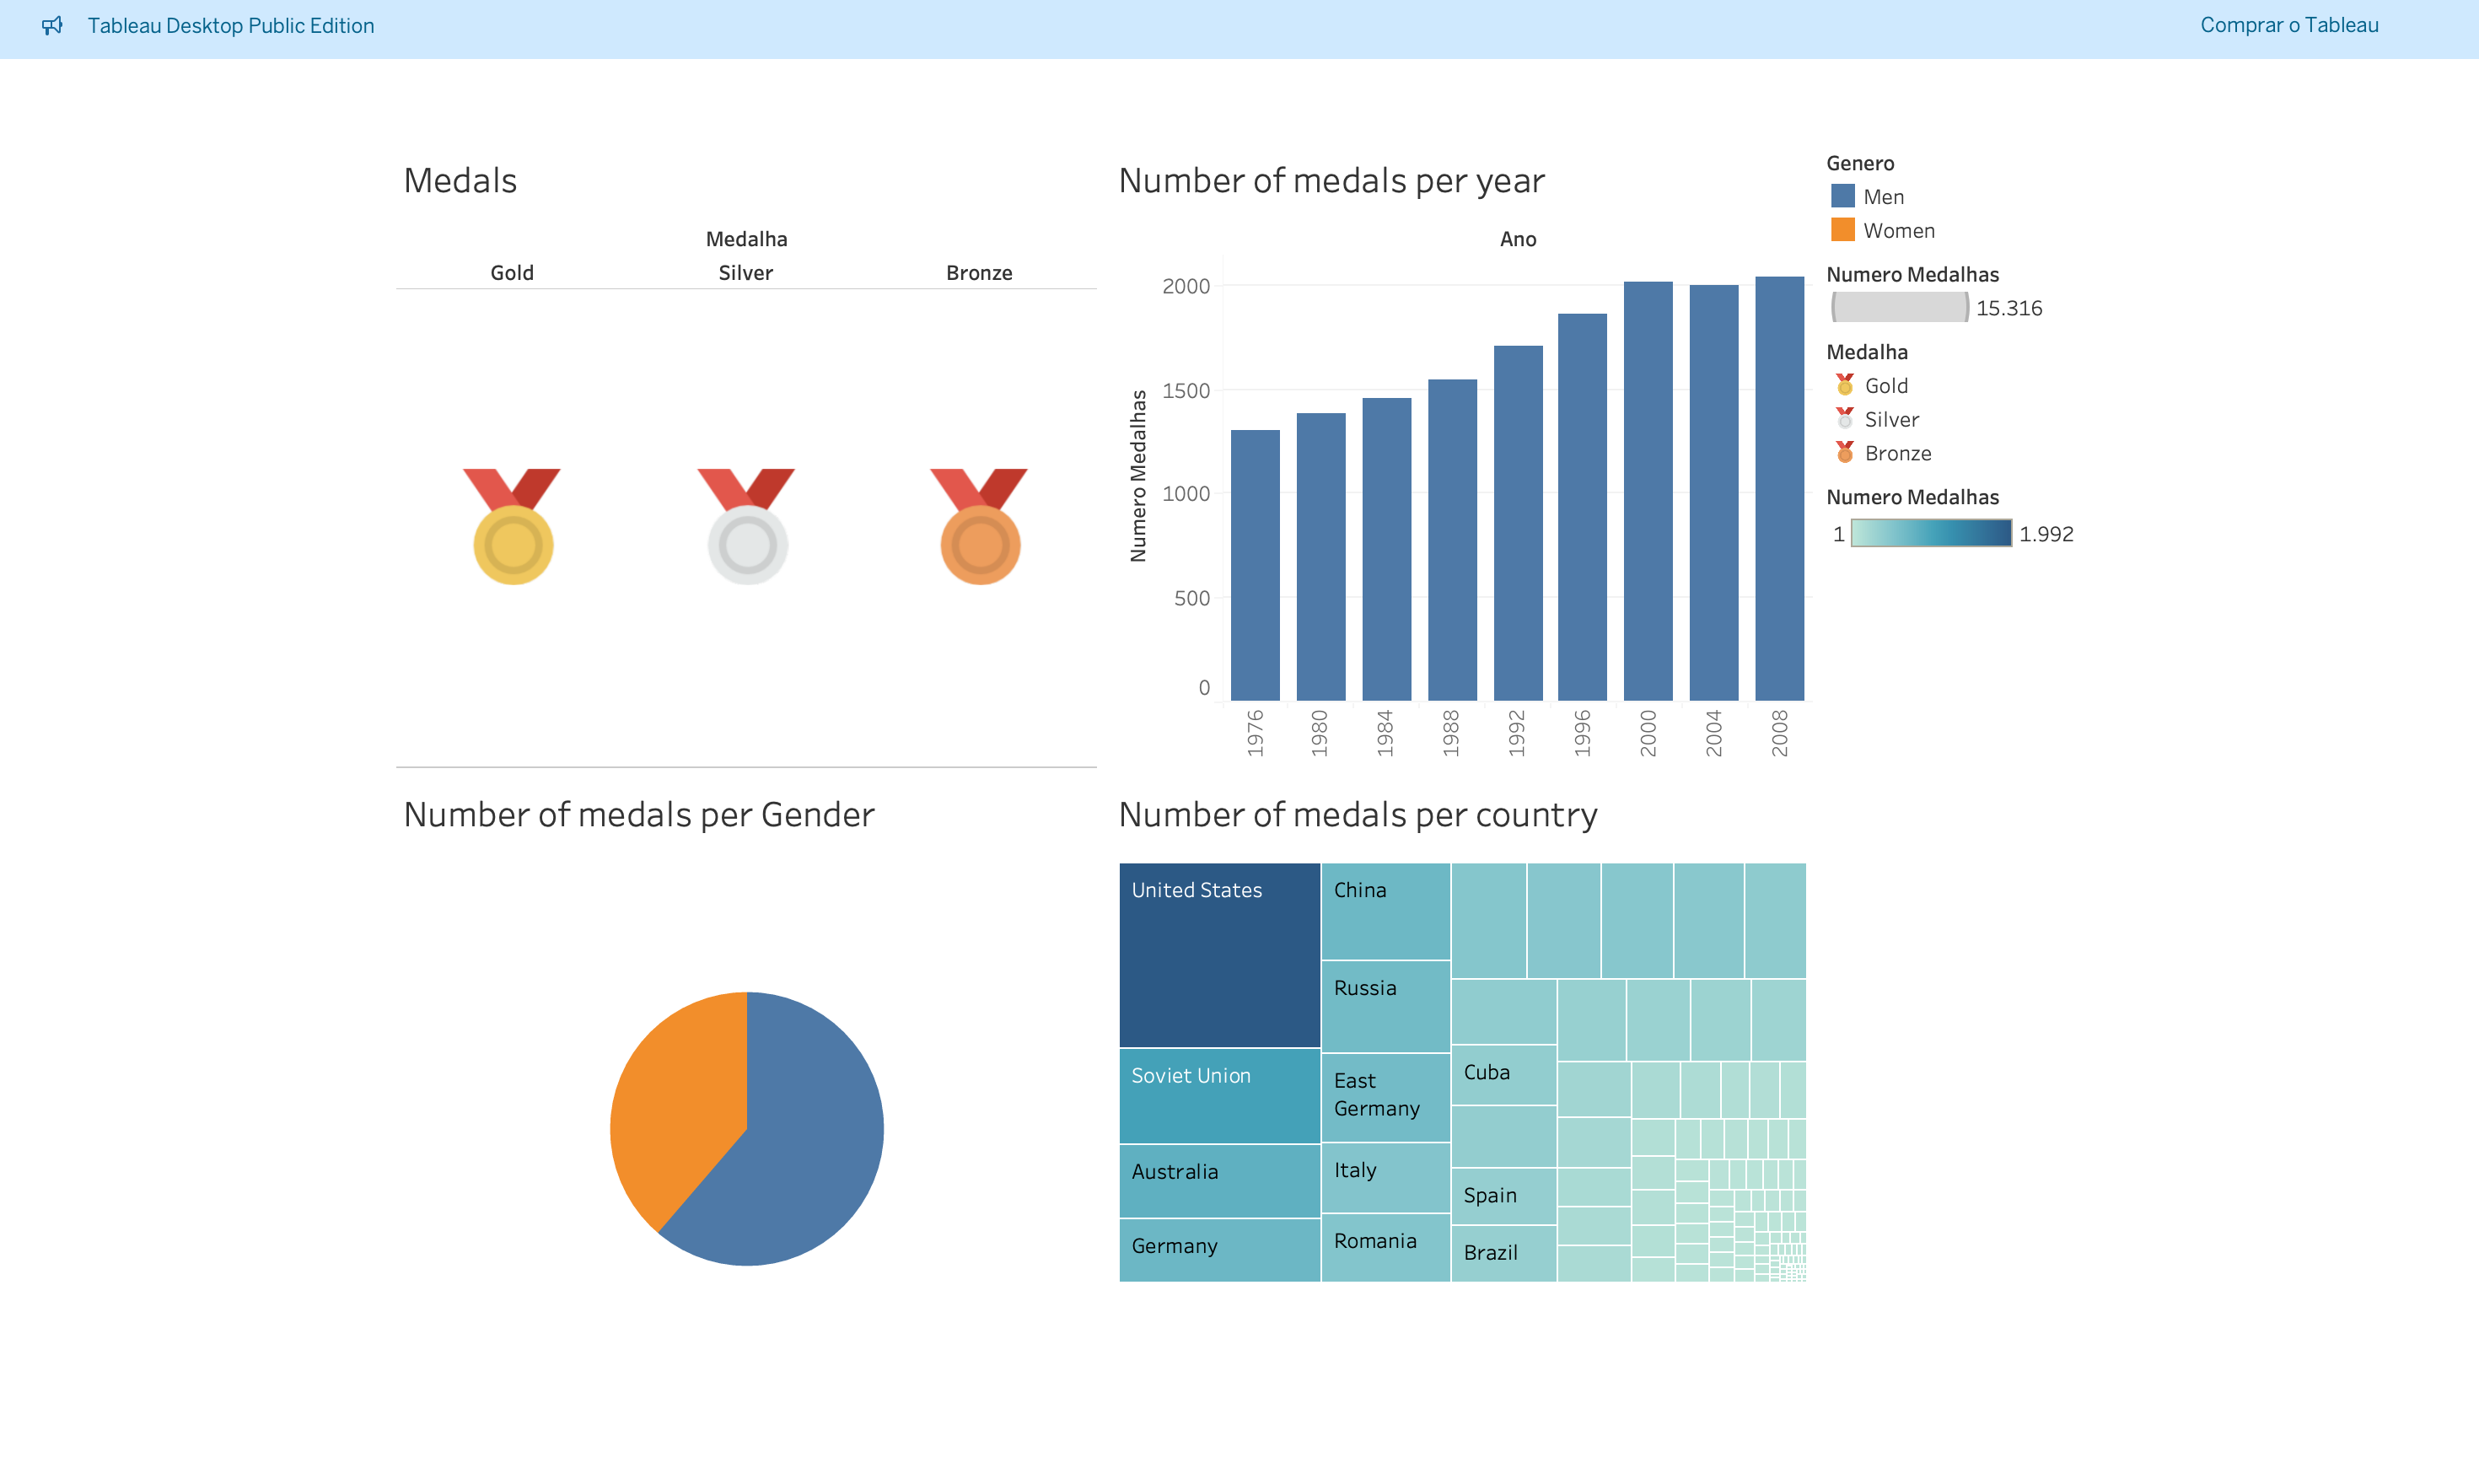 Tableau Desktop Public Edition
Comprar o Tableau
Medals
Medalha
Gold
Silver
Bronze
Number of medals per year
Ano
Numero Medalhas
2000
1500
1000
500
0
1976
1980
1984
1988
1992
1996
2000
2004
2008
Genero
Men
Women
Numero Medalhas
15.316
Medalha
Gold
Silver
Bronze
Numero Medalhas
1
1.992
Number of medals per Gender
Number of medals per country
United States
Soviet Union
Australia
Germany
China
Russia
East
Germany
Italy
Romania
Cuba
Spain
Brazil